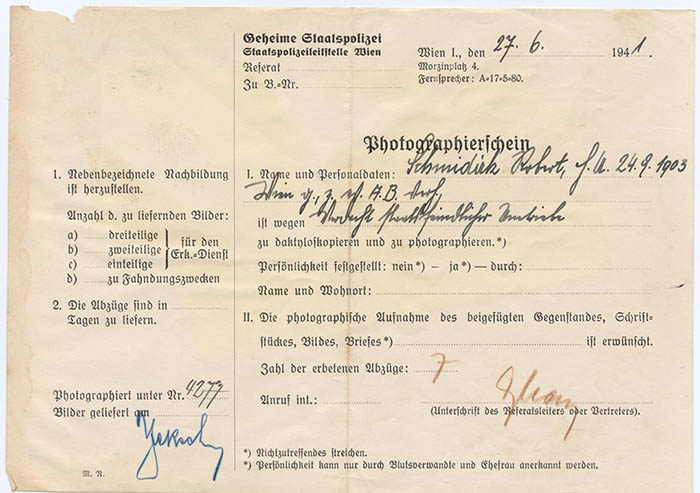 Geheime Staatspolizei
Staatspolizeileitstelle Wien
Referat
Zu B.-Nr.
Wien I., den 27. 6. 1941.
Morzinplatz 4.
Fernsprecher: A=17=5=80.
Photographierschein
1. Nebenbezeichnete Nachbildung
ist herzustellen.
Anzahl d. zu liefernden Bilder:
a) dreiteilige
b) zweiteilige
c) einteilige
für den
Erk.=Dienst
d) zu Fahndungszwecken
2. Die Abzüge sind in
Tagen zu liefern.
Photographiert unter Nr. 4277
Bilder geliefert am
M. R.
I. Name und Personaldaten: Robert, 24.9.1903
Wien
ist wegen Verdacht staatsfeindlicher Umtriebe
zu daktyloskopieren und zu photographieren.*)
Persönlichkeit festgestellt: nein*) – ja*) — durch:
Name und Wohnort:
II. Die photographische Aufnahme des beigefügten Gegenstandes, Schrift=
stückes, Bildes, Briefes*) ist erwünscht.
Zahl der erbetenen Abzüge: 7
Anruf int.:
(Unterschrift des Referatsleiters oder Vertreters).
*) Nichtzutreffendes streichen.
*) Persönlichkeit kann nur durch Blutsverwandte und Ehefrau anerkannt werden.